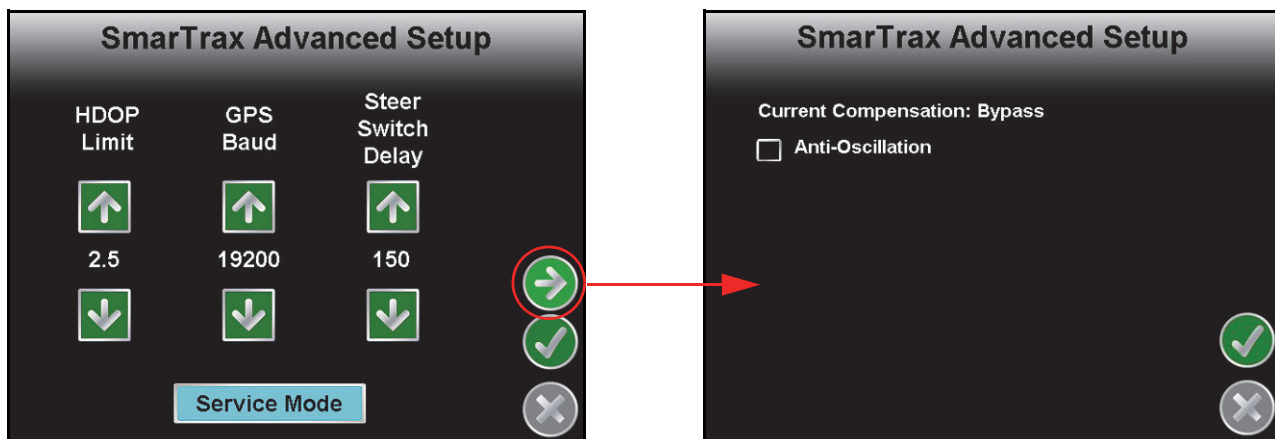 SmarTrax Advanced Setup
HDOP
Limit
GPS
Baud
Steer
Switch
Delay
2.5
19200
150
Service Mode
SmarTrax Advanced Setup
Current Compensation: Bypass
Anti-Oscillation